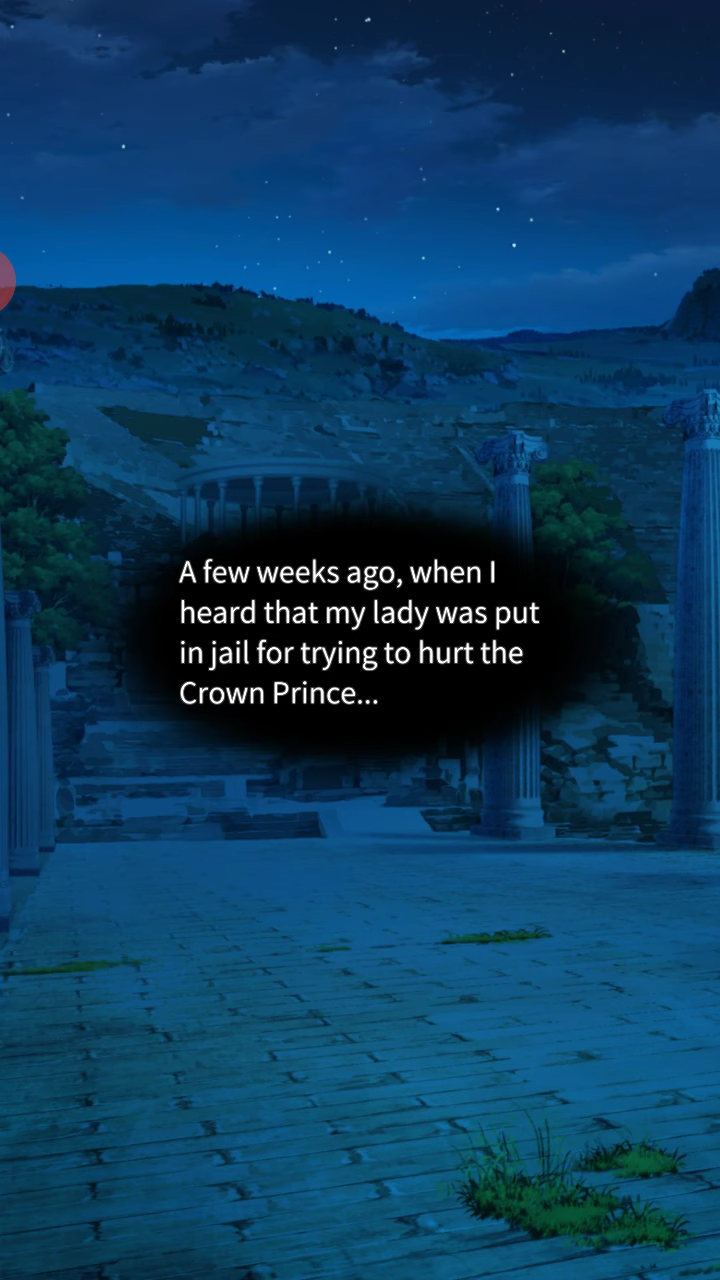 A few weeks ago, when I
heard that my lady was put
in jail for trying to hurt the
Crown Prince...